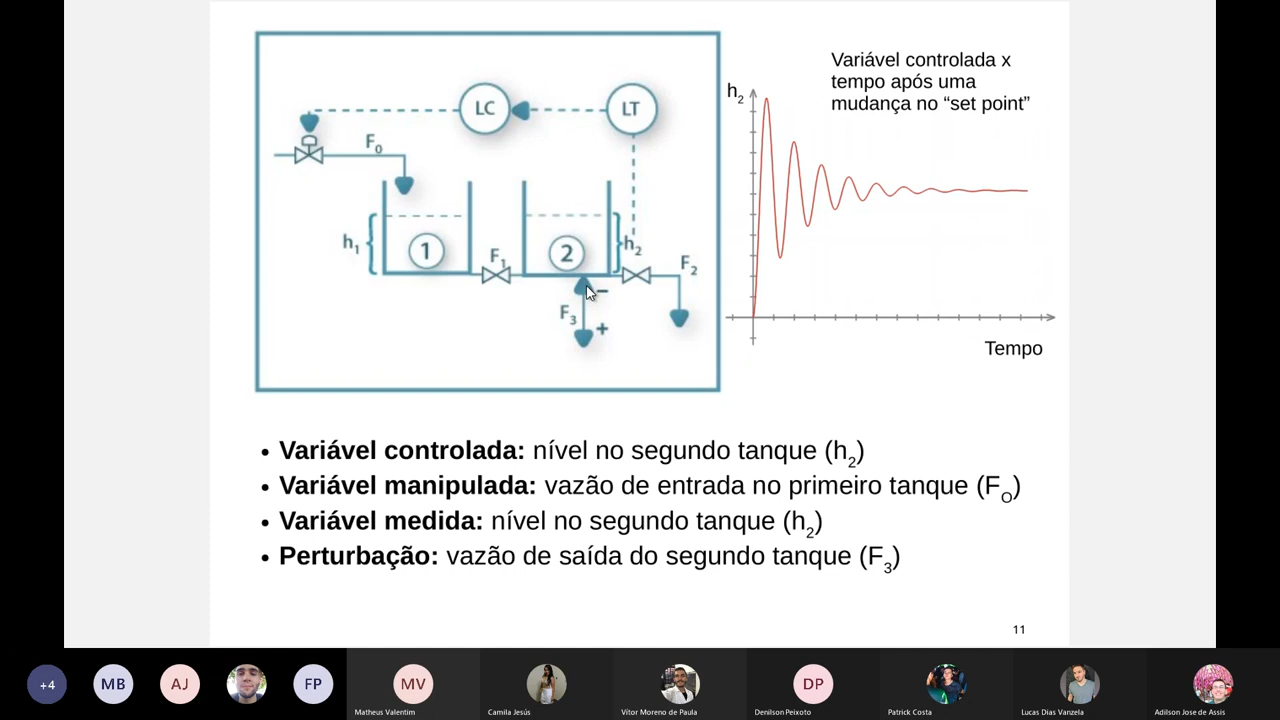 LC
LT
F0
h1
1
F1
2
h2
F2
F3
−
+
h2
Variável controlada x
tempo após uma
mudança no “set point”
Tempo
• Variável controlada: nível no segundo tanque (h2)
• Variável manipulada: vazão de entrada no primeiro tanque (FO)
• Variável medida: nível no segundo tanque (h2)
• Perturbação: vazão de saída do segundo tanque (F3)
11
+4
MB
AJ
FP
MV
DP
Matheus Valentim
Camila Jesús
Vítor Moreno de Paula
Denilson Peixoto
Patrick Costa
Lucas Dias Vanzela
Adilson Jose de Assis